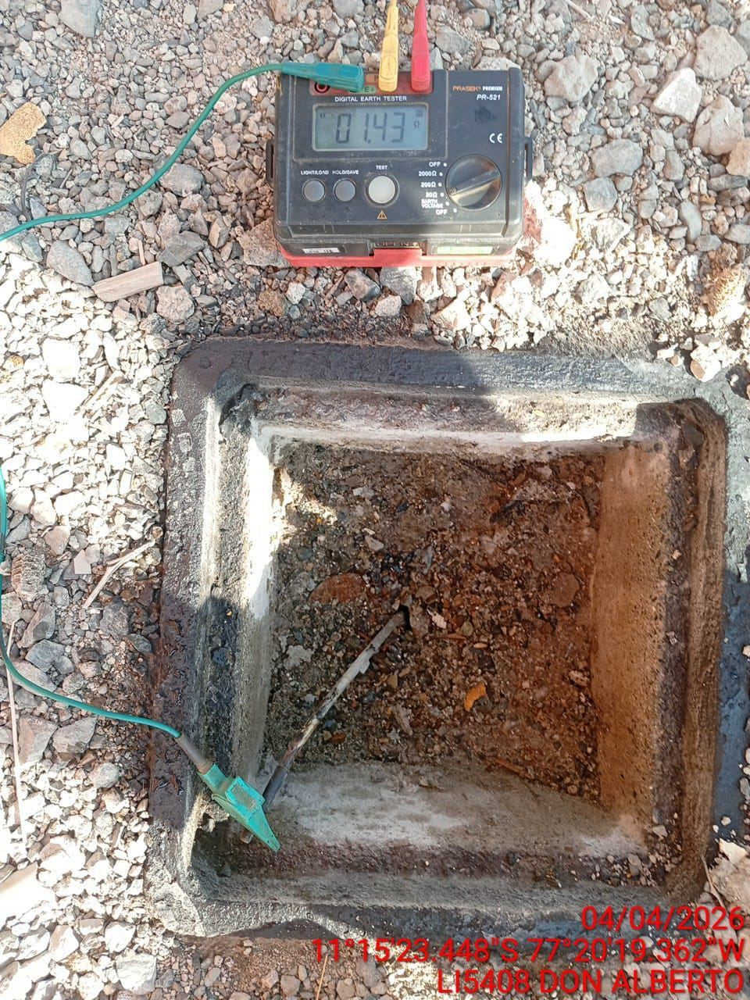 E
DIGITAL EARTH TESTER
PRASEK PREMIUM
PR-521
01.43 Ω
CE
LIGHT/LOAD HOLD/SAVE TEST
OFF
2000Ω
200Ω
20Ω
EARTH VOLTAGE
OFF
OPEN
04/04/2026
11°15'23.448"S 77°20'19.362"W
LI5408 DON ALBERTO